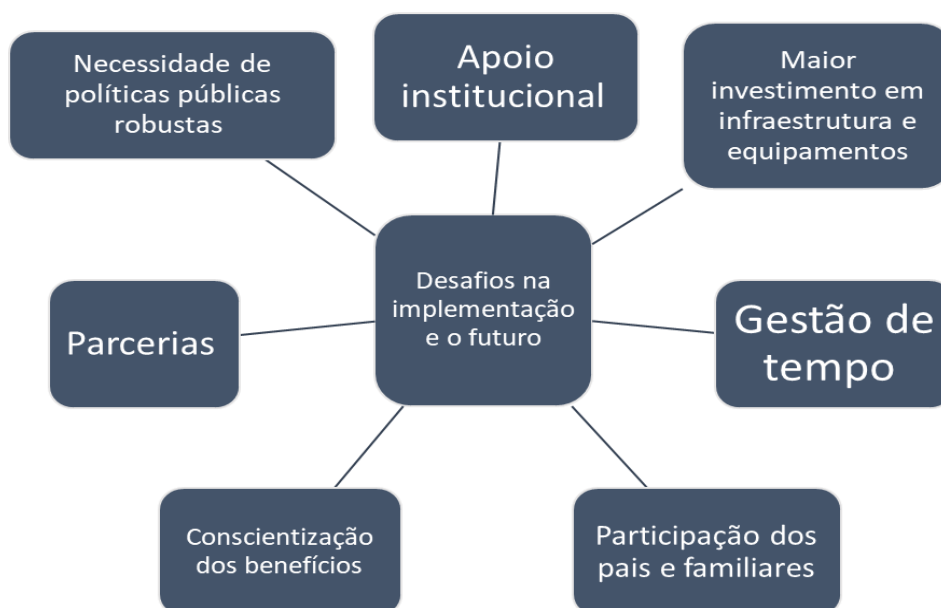 Necessidade de
políticas públicas
robustas
Apoio
institucional
Maior
investimento em
infraestrutura e
equipamentos
Desafios na
implementação
e o futuro
Parcerias
Gestão de
tempo
Conscientização
dos benefícios
Participação dos
pais e familiares